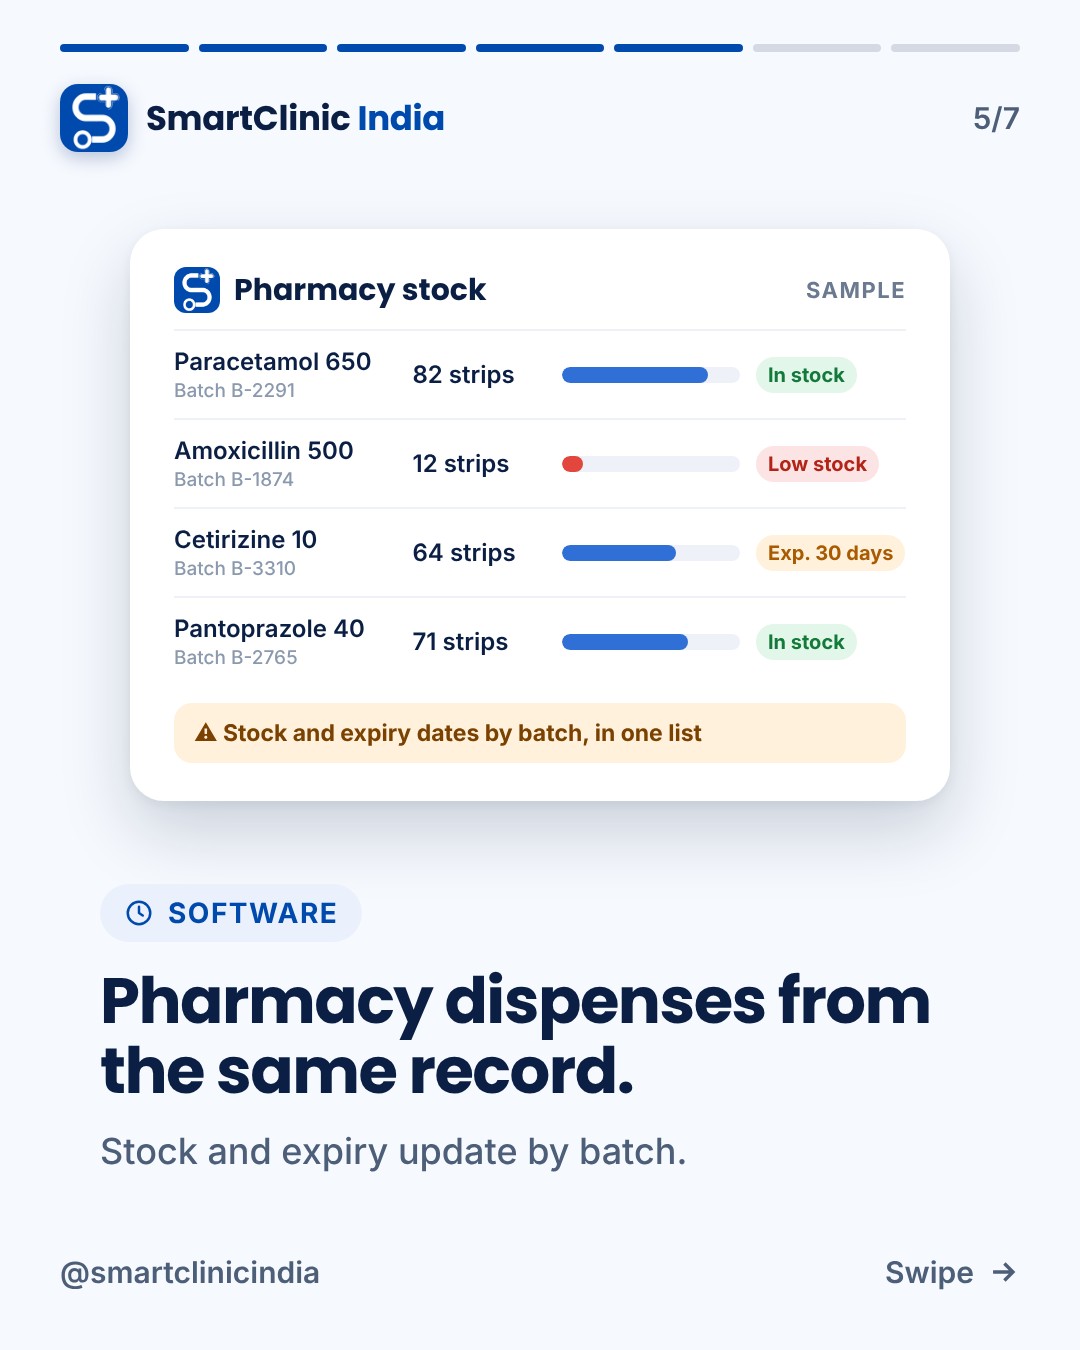 SmartClinic India
5/7
Pharmacy stock
SAMPLE
Paracetamol 650
Batch B-2291
82 strips
In stock
Amoxicillin 500
Batch B-1874
12 strips
Low stock
Cetirizine 10
Batch B-3310
64 strips
Exp. 30 days
Pantoprazole 40
Batch B-2765
71 strips
In stock
⚠ Stock and expiry dates by batch, in one list
SOFTWARE
Pharmacy dispenses from
the same record.
Stock and expiry update by batch.
@smartclinicindia
Swipe →